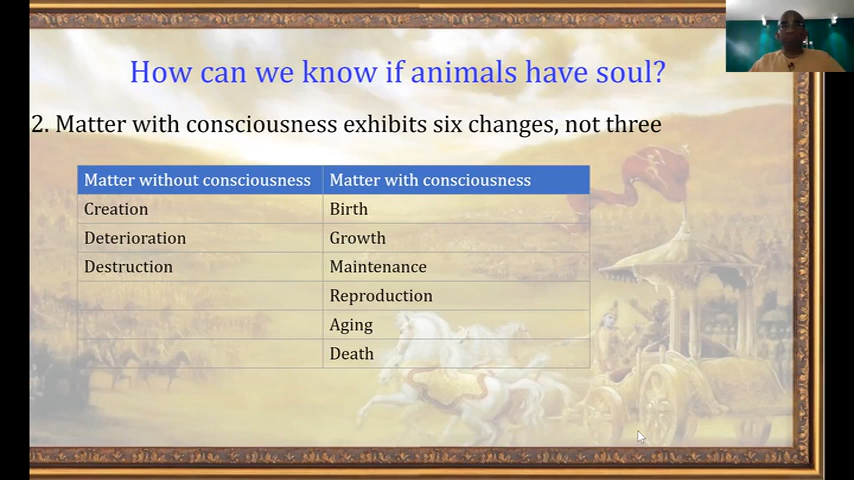 How can we know if animals have soul?
2. Matter with consciousness exhibits six changes, not three
Matter without consciousness Matter with consciousness
Creation Birth
Deterioration Growth
Destruction Maintenance
Reproduction
Aging
Death